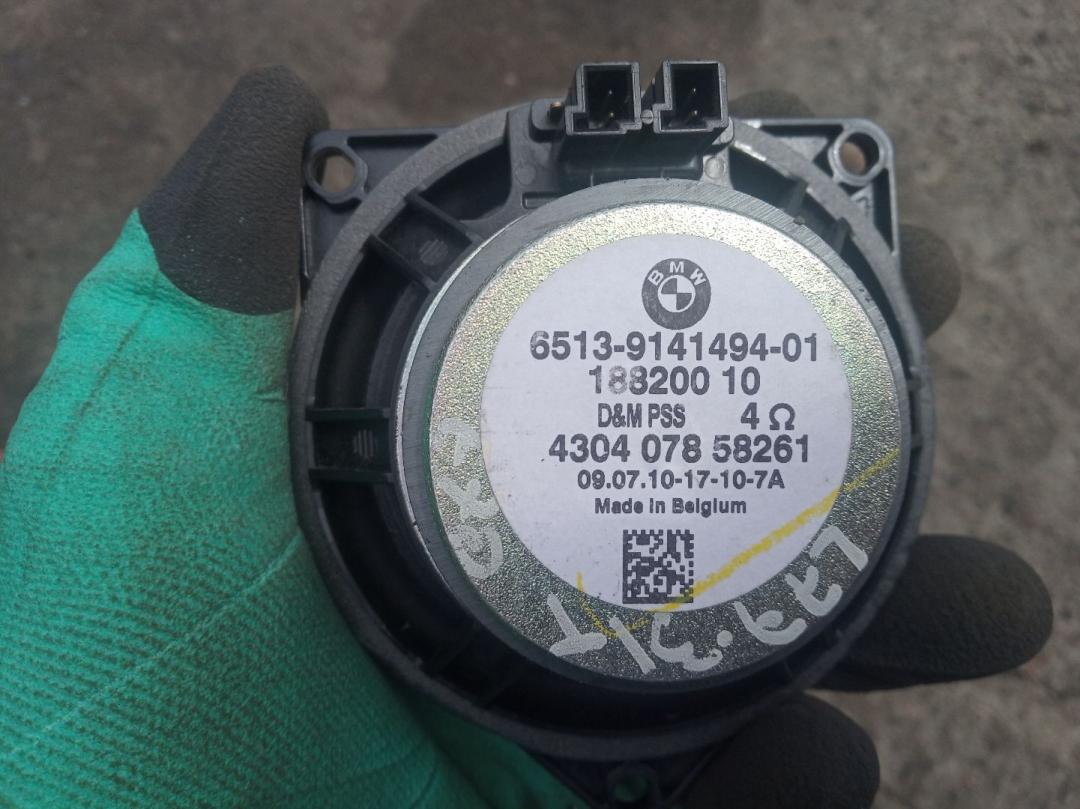 BMW
6513-9141494-01
188200 10
D&M PSS 4 Ω
4304 078 58261
09.07.10-17-10-7A
Made in Belgium